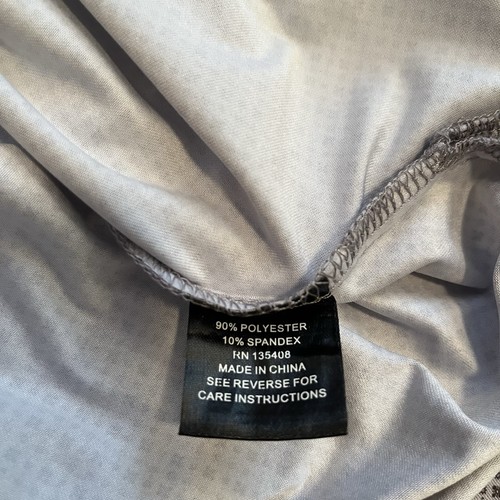 90% POLYESTER
10% SPANDEX
RN 135408
MADE IN CHINA
SEE REVERSE FOR
CARE INSTRUCTIONS